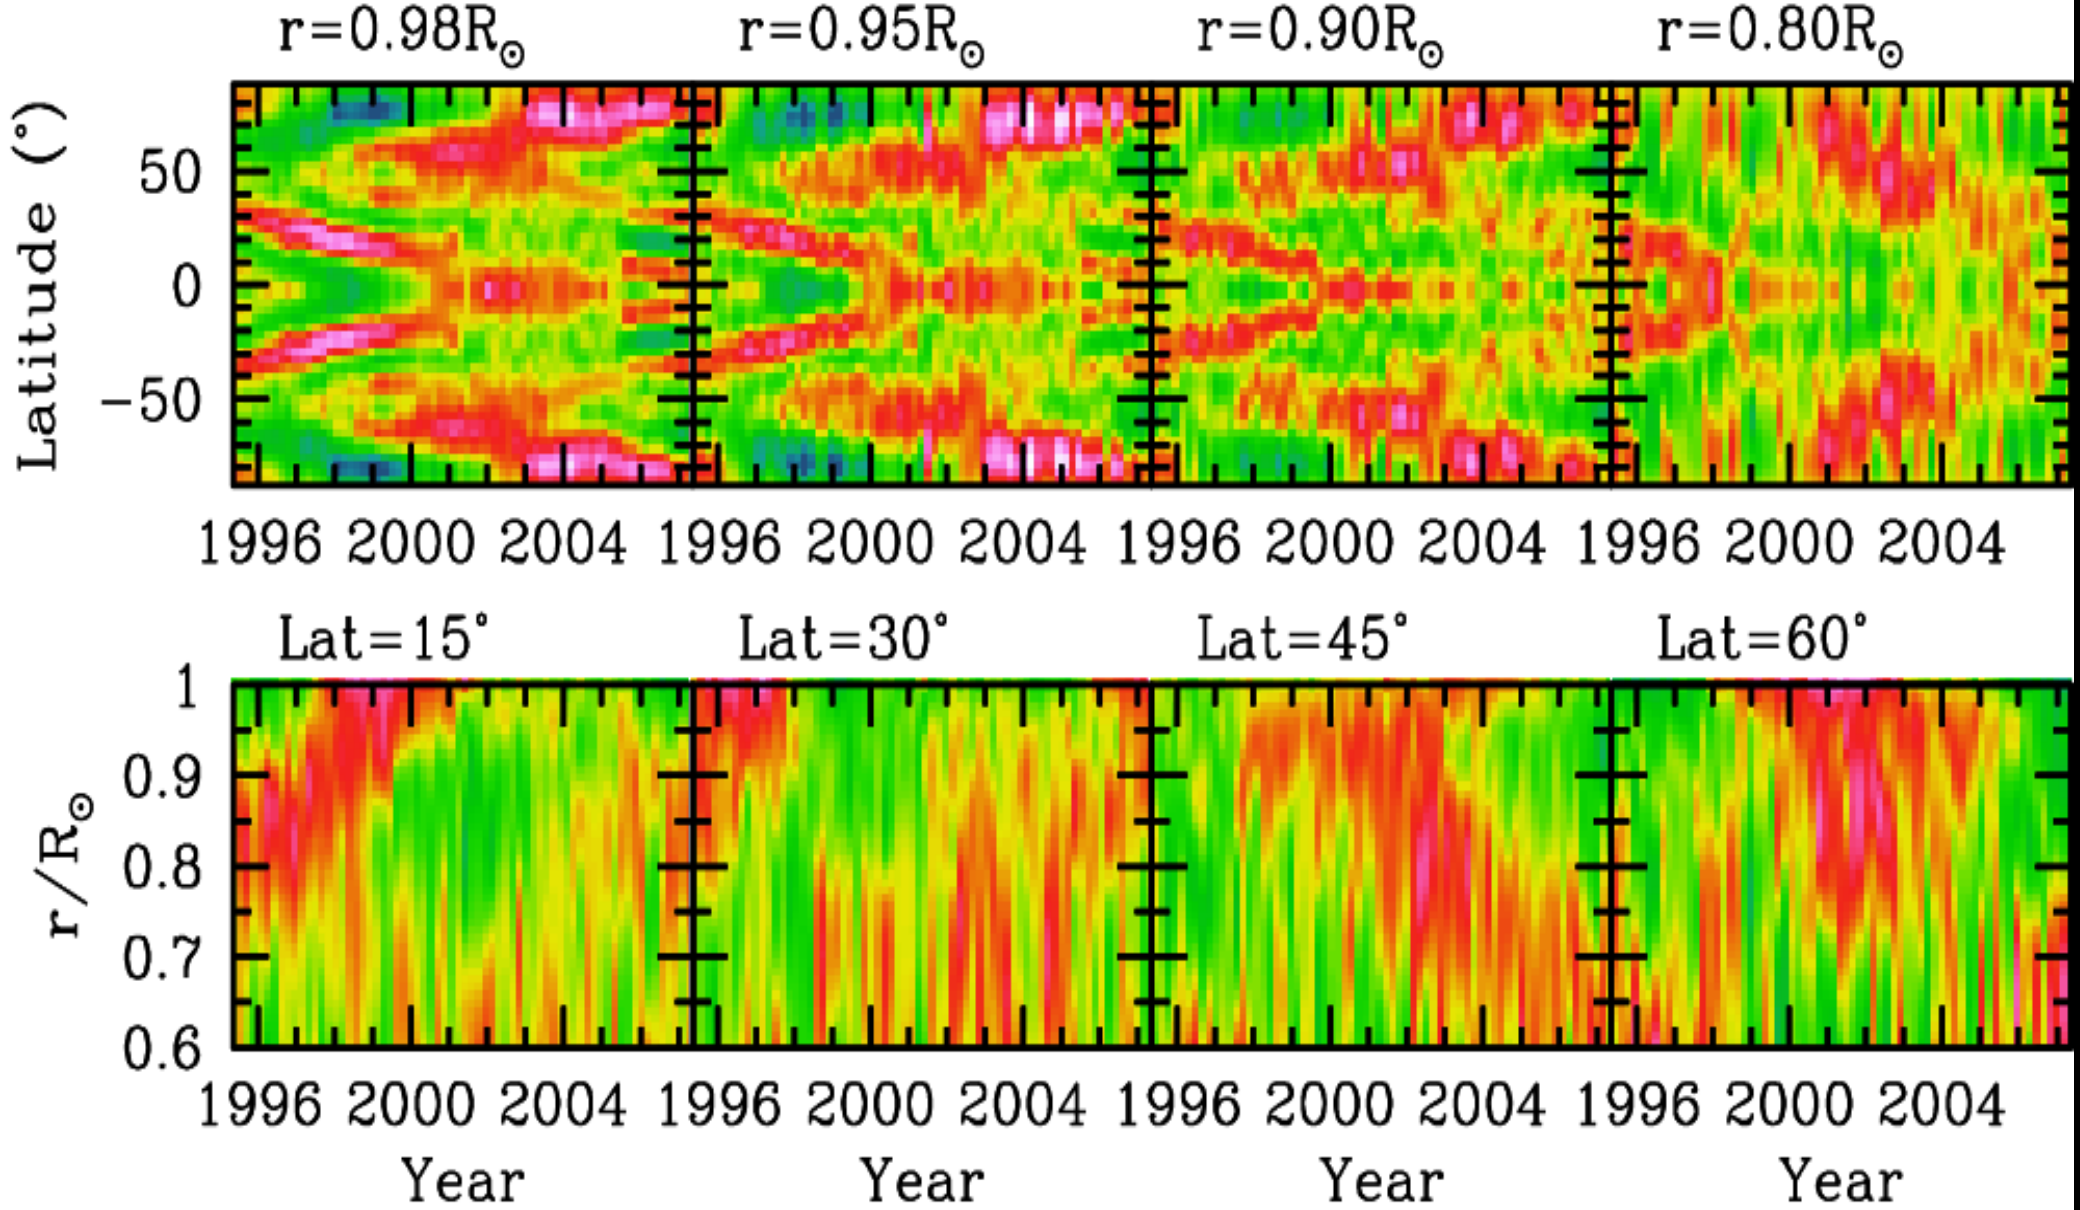 r=0.98R⊙ r=0.95R⊙ r=0.90R⊙ r=0.80R⊙
Latitude (°)
50
0
−50
1996 2000 2004 1996 2000 2004 1996 2000 2004 1996 2000 2004
Lat=15° Lat=30° Lat=45° Lat=60°
r/R⊙
1
0.9
0.8
0.7
0.6
1996 2000 2004 1996 2000 2004 1996 2000 2004 1996 2000 2004
Year Year Year Year